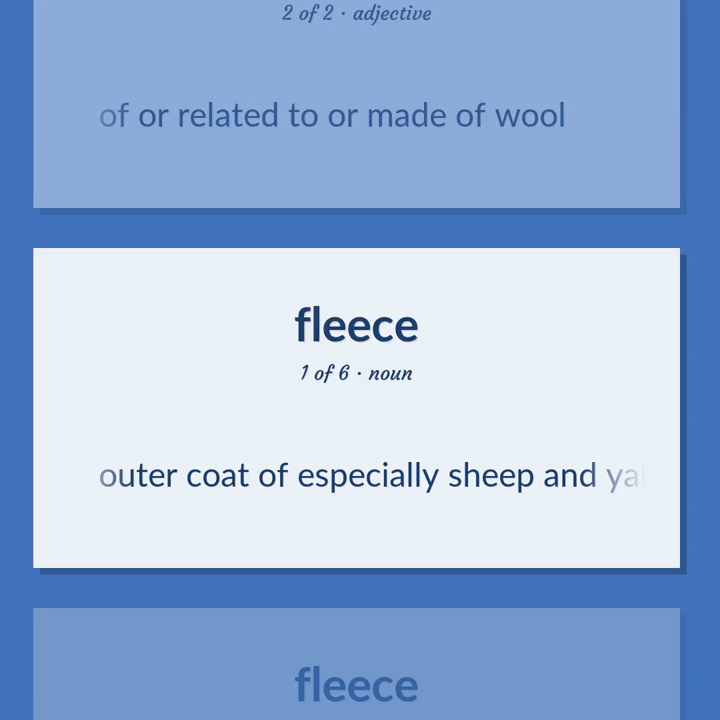 2 of 2 · adjective
of or related to or made of wool
fleece
1 of 6 · noun
outer coat of especially sheep and
fleece